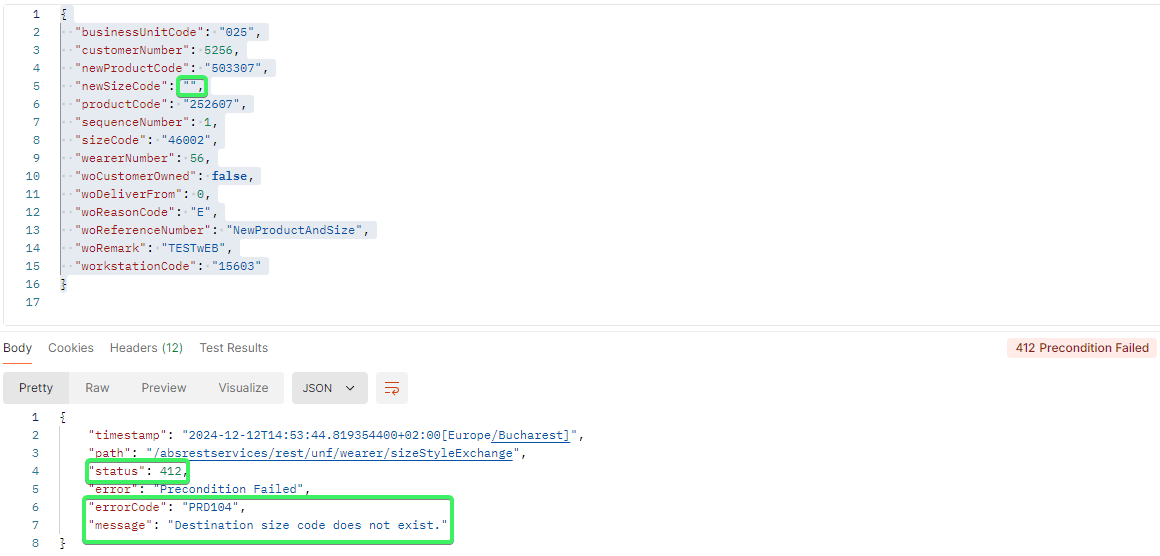 1 {
2 "businessUnitCode": "025",
3 "customerNumber": 5256,
4 "newProductCode": "503307",
5 "newSizeCode": "",
6 "productCode": "252607",
7 "sequenceNumber": 1,
8 "sizeCode": "46002",
9 "wearerNumber": 56,
10 "woCustomerOwned": false,
11 "woDeliverFrom": 0,
12 "woReasonCode": "E",
13 "woReferenceNumber": "NewProductAndSize",
14 "woRemark": "TESTwEB",
15 "workstationCode": "15603"
16 }
17
Body Cookies Headers (12) Test Results 412 Precondition Failed
Pretty Raw Preview Visualize JSON
1 {
2 "timestamp": "2024-12-12T14:53:44.819354400+02:00[Europe/Bucharest]",
3 "path": "/absrestservices/rest/unf/wearer/sizeStyleExchange",
4 "status": 412,
5 "error": "Precondition Failed",
6 "errorCode": "PRD104",
7 "message": "Destination size code does not exist."
8 }